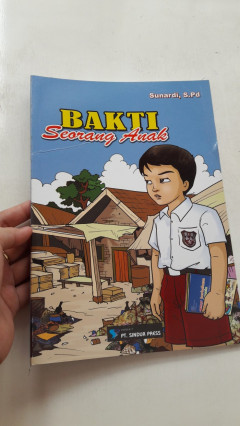 Sunardi, S.Pd
BAKTI
Seorang Anak
PT. SINDUR PRESS